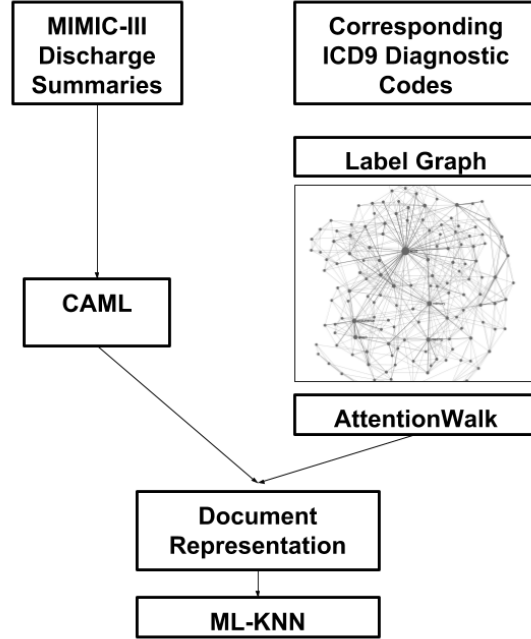 MIMIC-III
Discharge
Summaries
Corresponding
ICD9 Diagnostic
Codes
Label Graph
CAML
AttentionWalk
Document
Representation
ML-KNN